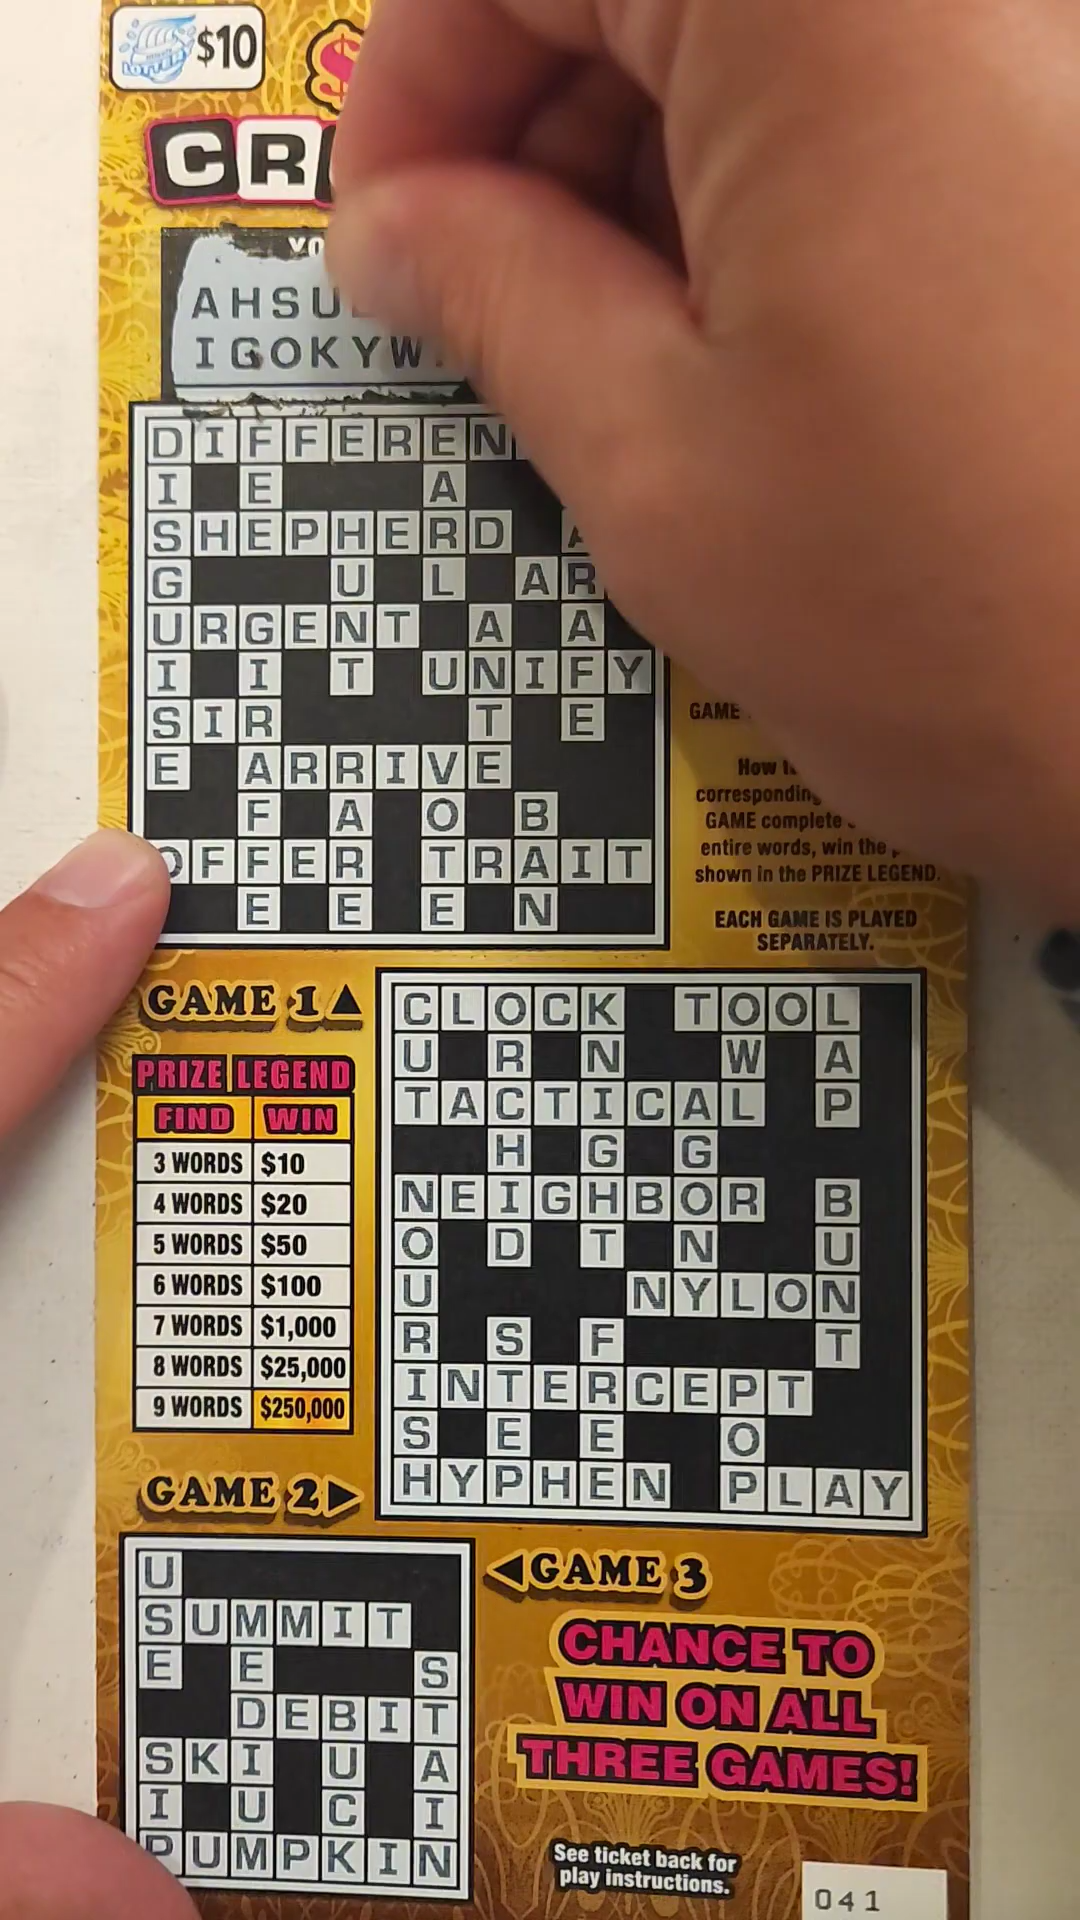 $10
CR
YO
AHSU
IGOKYW
DIFFEREN
I E A
SHEPHERD A
G U L AR
URGENT A A
I I T UNIFY
SIR T E
E ARRIVE
F A O B
OFFER TRAIT
E E E N
GAME
How
corresponding
GAME complete
entire words, win the
shown in the PRIZE LEGEND.
EACH GAME IS PLAYED
SEPARATELY.
GAME 1
PRIZE LEGEND
FIND WIN
3 WORDS $10
4 WORDS $20
5 WORDS $50
6 WORDS $100
7 WORDS $1,000
8 WORDS $25,000
9 WORDS $250,000
GAME 2
CLOCK TOOL
U R N W A
TACTICAL P
H G G
NEIGHBOR B
O D T N U
U NYLON
R S F T
INTERCEPT
S E E O
HYPHEN PLAY
GAME 3
U
SUMMIT
E E S
DEBIT
SKI U A
I U C I
PUMPKIN
CHANCE TO
WIN ON ALL
THREE GAMES!
See ticket back for
play instructions.
041